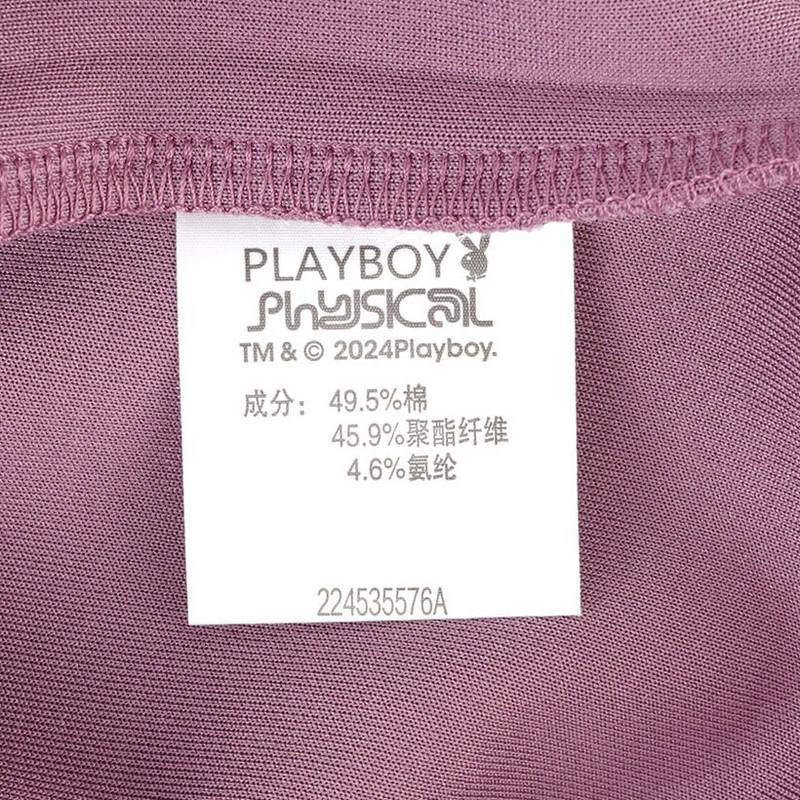 PLAYBOY
Physical
TM & © 2024Playboy.
成分： 49.5%棉
45.9%聚酯纤维
4.6%氨纶
224535576A